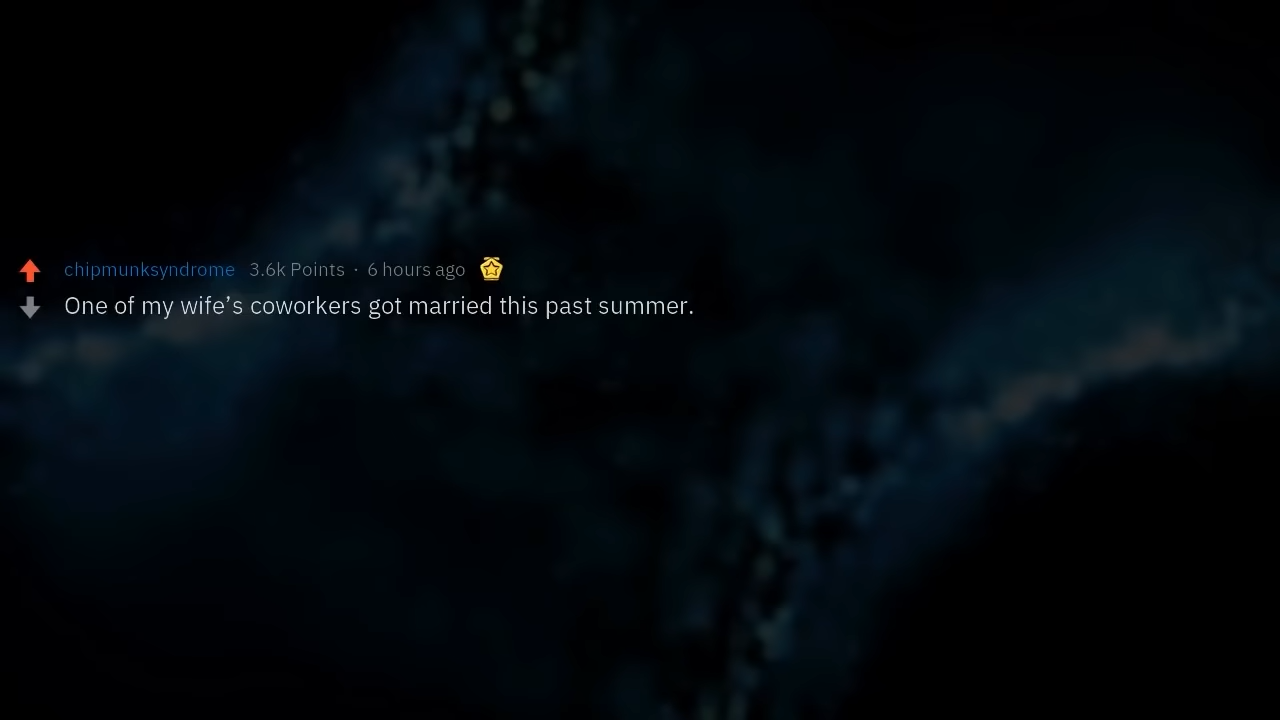 chipmunksyndrome 3.6k Points · 6 hours ago
One of my wife’s coworkers got married this past summer.